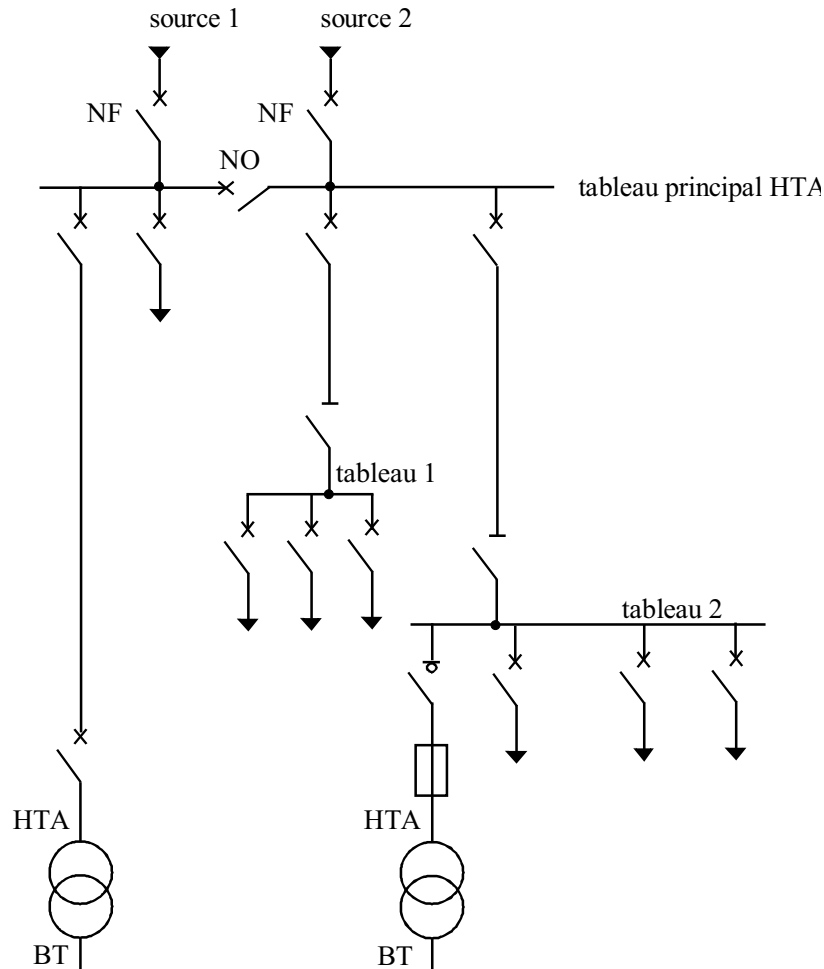 source 1
source 2
NF
NF
NO
tableau principal HTA
tableau 1
tableau 2
HTA
HTA
BT
BT